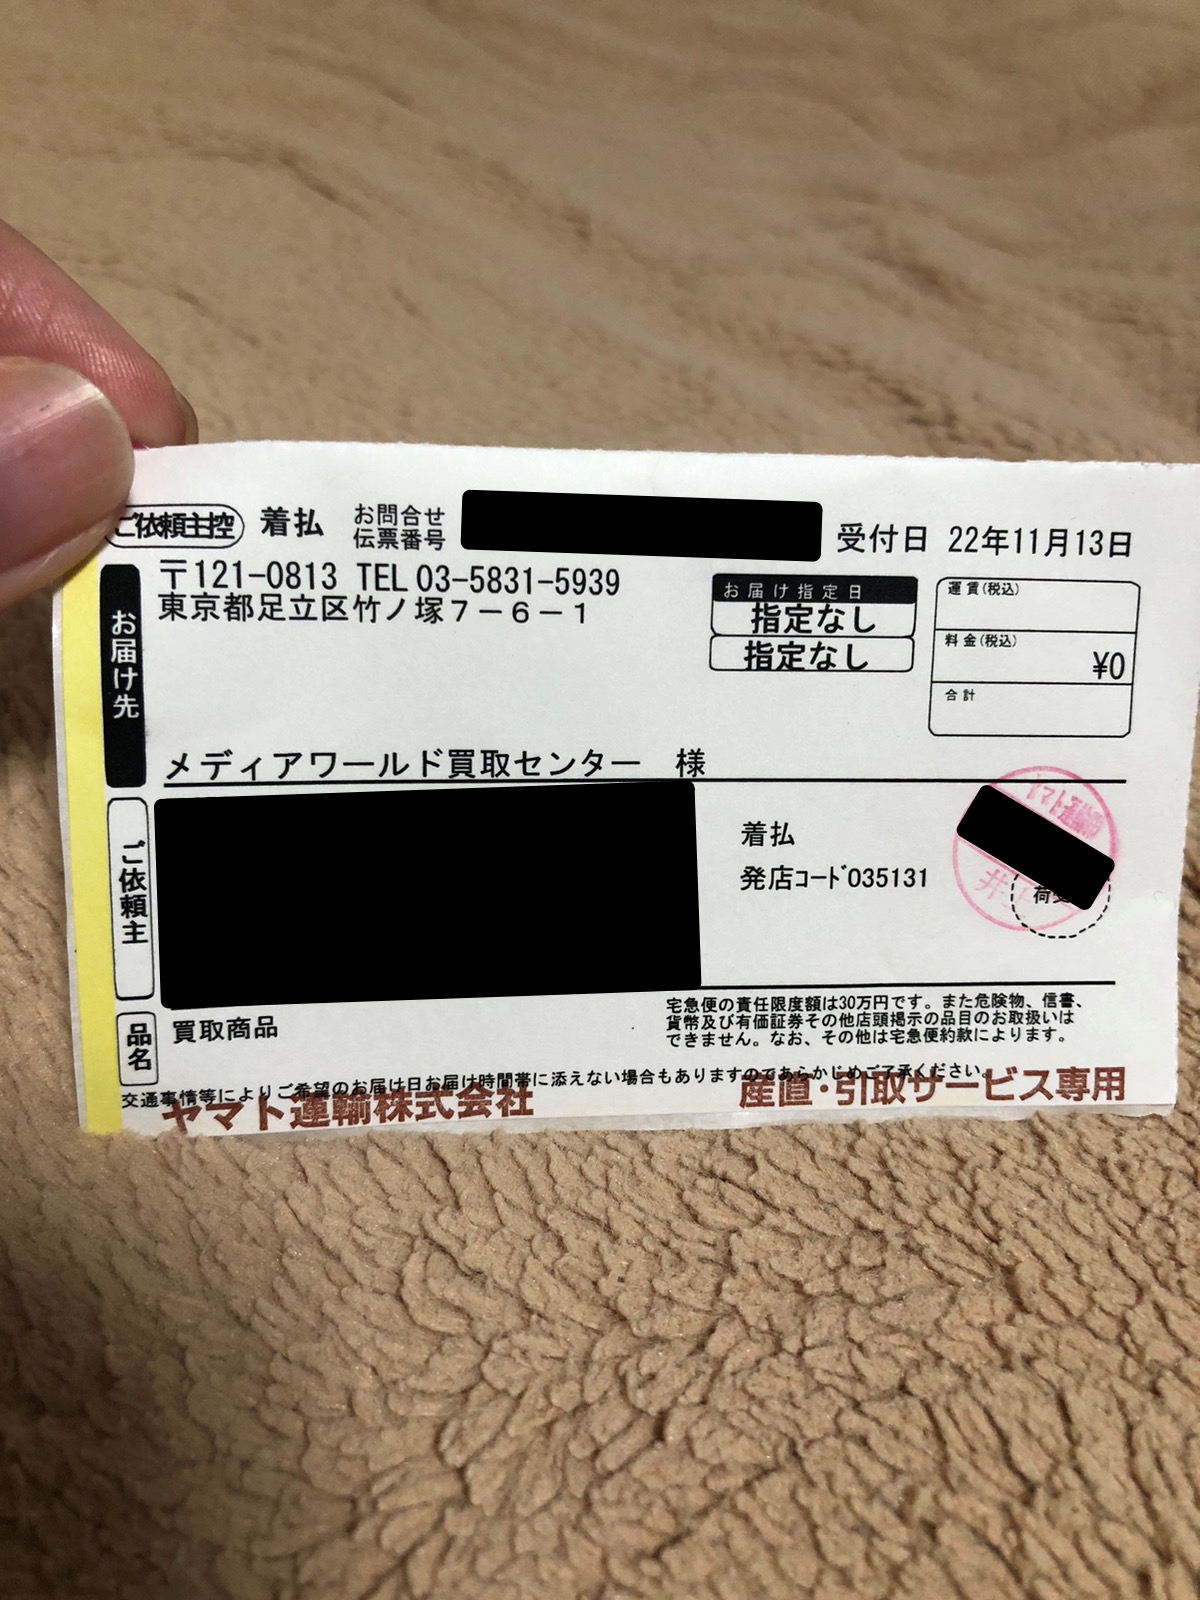 ご依頼主控 着払 お問合せ伝票番号 受付日 22年11月13日
お届け先
〒121-0813 TEL 03-5831-5939
東京都足立区竹ノ塚7-6-1
お届け指定日
指定なし
指定なし
運賃(税込)
料金(税込)
¥0
合計
メディアワールド買取センター 様
ご依頼主
着払
発店コード035131
ヤマト運輸
品名
買取商品
宅急便の責任限度額は30万円です。また危険物、信書、
貨幣及び有価証券その他店頭掲示の品目のお取扱いは
できません。なお、その他は宅急便約款によります。
交通事情等によりご希望のお届け日お届け時間帯に添えない場合もありますのであらかじめご了承ください。
ヤマト運輸株式会社 産直・引取サービス専用